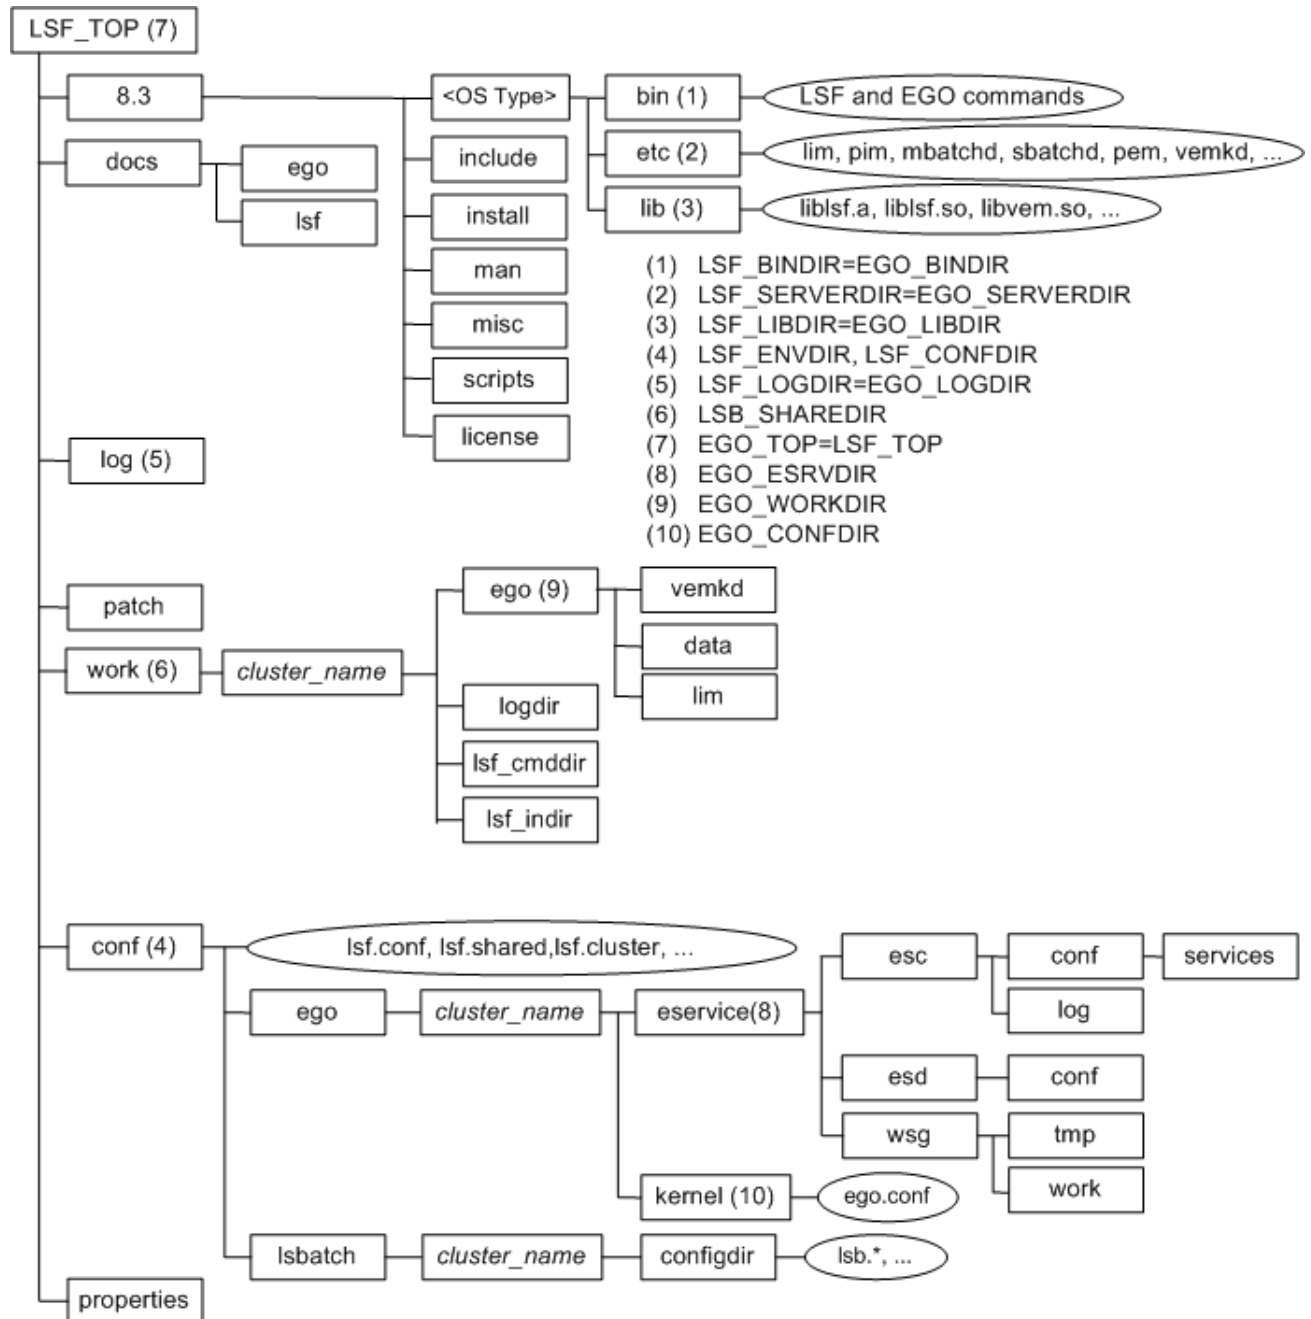 LSF_TOP (7)
8.3
<OS Type>
bin (1)
LSF and EGO commands
docs
ego
lsf
include
install
man
misc
scripts
license
etc (2)
lim, pim, mbatchd, sbatchd, pem, vemkd, ...
lib (3)
liblsf.a, liblsf.so, libvem.so, ...
(1) LSF_BINDIR=EGO_BINDIR
(2) LSF_SERVERDIR=EGO_SERVERDIR
(3) LSF_LIBDIR=EGO_LIBDIR
(4) LSF_ENVDIR, LSF_CONFDIR
(5) LSF_LOGDIR=EGO_LOGDIR
(6) LSB_SHAREDIR
(7) EGO_TOP=LSF_TOP
(8) EGO_ESRVDIR
(9) EGO_WORKDIR
(10) EGO_CONFDIR
log (5)
patch
work (6)
cluster_name
ego (9)
vemkd
data
lim
logdir
lsf_cmddir
lsf_indir
conf (4)
lsf.conf, lsf.shared,lsf.cluster, ...
ego
cluster_name
eservice(8)
esc
conf
services
log
esd
conf
wsg
tmp
work
kernel (10)
ego.conf
lsbatch
cluster_name
configdir
lsb.*, ...
properties